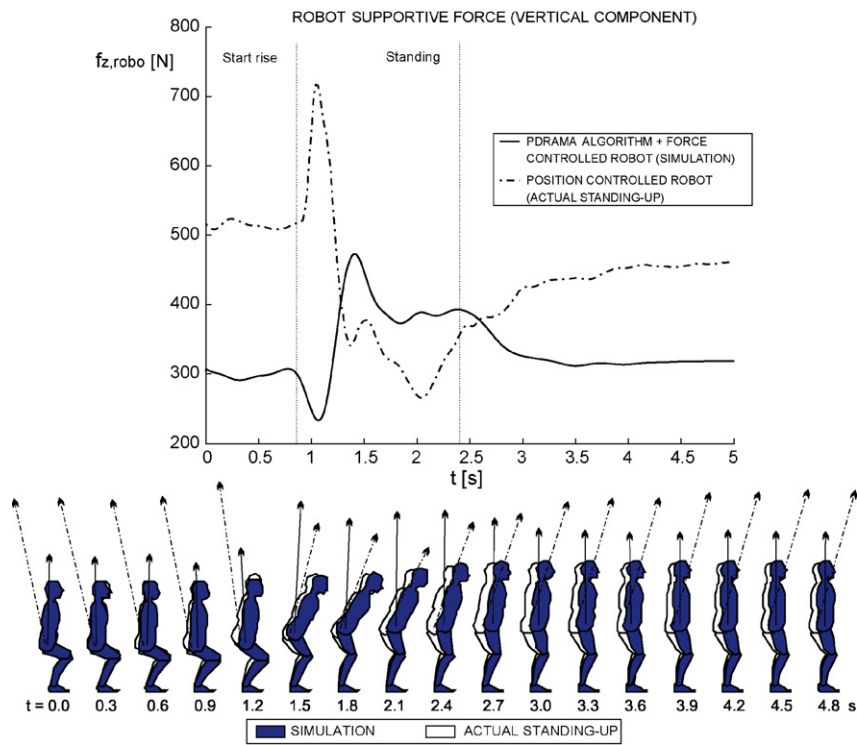 ROBOT SUPPORTIVE FORCE (VERTICAL COMPONENT)
800
fz,robo [N]
Start rise
Standing
700
PDRAMA ALGORITHM + FORCE
CONTROLLED ROBOT (SIMULATION)
POSITION CONTROLLED ROBOT
(ACTUAL STANDING-UP)
600
500
400
300
200
0 0.5 1 1.5 2 2.5 3 3.5 4 4.5 5
t [s]
t = 0.0 0.3 0.6 0.9 1.2 1.5 1.8 2.1 2.4 2.7 3.0 3.3 3.6 3.9 4.2 4.5 4.8 s
SIMULATION ACTUAL STANDING-UP